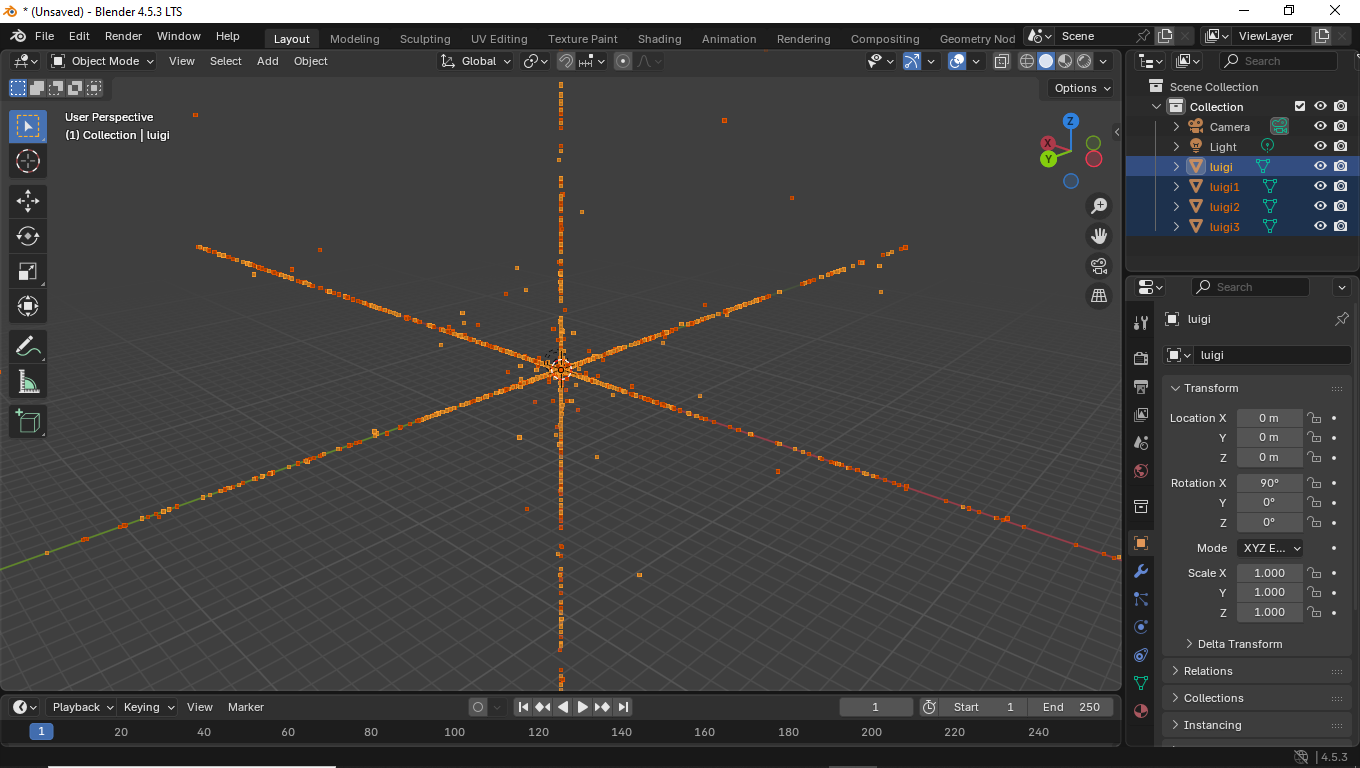 * (Unsaved) - Blender 4.5.3 LTS
File Edit Render Window Help Layout Modeling Sculpting UV Editing Texture Paint Shading Animation Rendering Compositing Geometry Nod Scene ViewLayer
Object Mode View Select Add Object Global Search
Options
User Perspective
(1) Collection | luigi
Z
X
Y
Scene Collection
Collection
Camera
Light
luigi
luigi1
luigi2
luigi3
Search
luigi
luigi
Transform
Location X 0 m
Y 0 m
Z 0 m
Rotation X 90°
Y 0°
Z 0°
Mode XYZ E...
Scale X 1.000
Y 1.000
Z 1.000
Delta Transform
Relations
Collections
Instancing
Playback Keying View Marker 1 Start 1 End 250
1 20 40 60 80 100 120 140 160 180 200 220 240
4.5.3